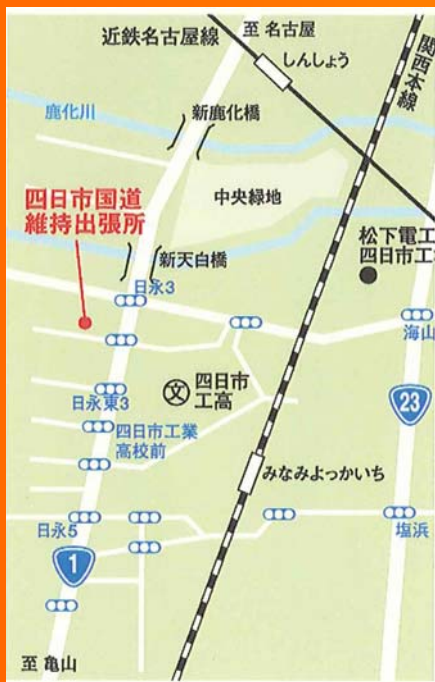 至 名古屋
近鉄名古屋線
しんしょう
関西本線
鹿化川
新鹿化橋
中央緑地
四日市国道
維持出張所
松下電工
四日市工
新天白橋
日永3
海山
四日市
工高
文
23
日永東3
四日市工業
高校前
みなみよっかいち
日永5
塩浜
1
至 亀山